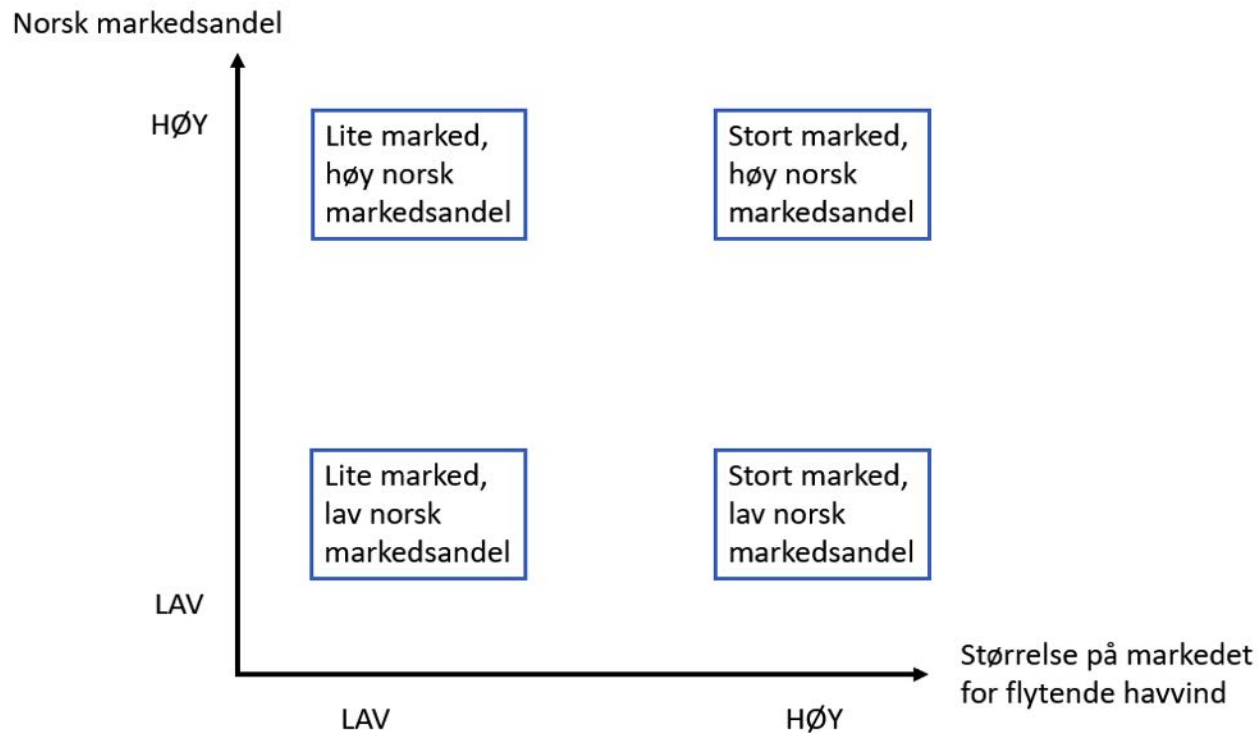 Norsk markedsandel
HØY
Lite marked,
høy norsk
markedsandel
Stort marked,
høy norsk
markedsandel
Lite marked,
lav norsk
markedsandel
Stort marked,
lav norsk
markedsandel
LAV
Størrelse på markedet
for flytende havvind
LAV
HØY